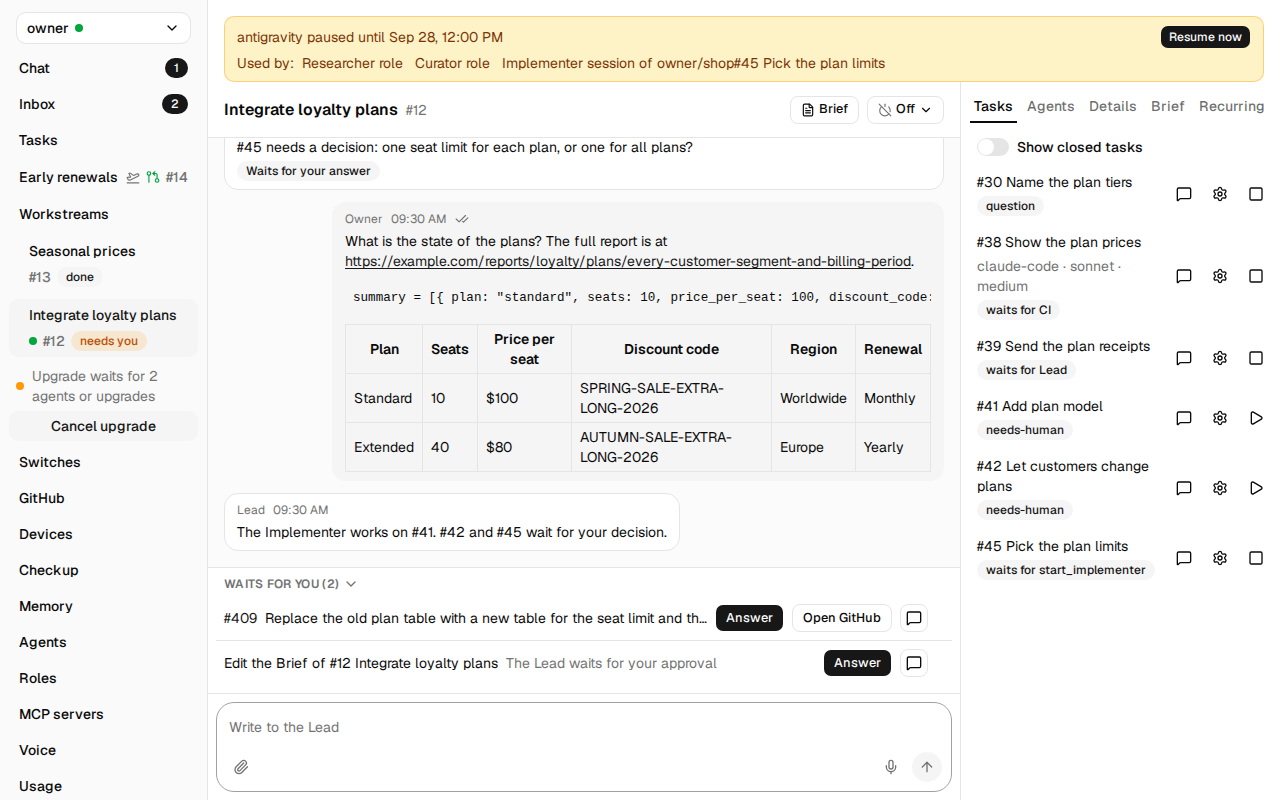 owner
Chat 1
Inbox 2
Tasks
Early renewals #14
Workstreams
Seasonal prices
#13 done
Integrate loyalty plans
#12 needs you
Upgrade waits for 2
agents or upgrades
Cancel upgrade
Switches
GitHub
Devices
Checkup
Memory
Agents
Roles
MCP servers
Voice
Usage
antigravity paused until Sep 28, 12:00 PM
Resume now
Used by: Researcher role Curator role Implementer session of owner/shop#45 Pick the plan limits
Integrate loyalty plans #12
Brief
Off
#45 needs a decision: one seat limit for each plan, or one for all plans?
Waits for your answer
Owner 09:30 AM
What is the state of the plans? The full report is at
https://example.com/reports/loyalty/plans/every-customer-segment-and-billing-period.
summary = [{ plan: "standard", seats: 10, price_per_seat: 100, discount_code:
Plan Seats Price per seat Discount code Region Renewal
Standard 10 $100 SPRING-SALE-EXTRA-LONG-2026 Worldwide Monthly
Extended 40 $80 AUTUMN-SALE-EXTRA-LONG-2026 Europe Yearly
Lead 09:30 AM
The Implementer works on #41. #42 and #45 wait for your decision.
WAITS FOR YOU (2)
#409 Replace the old plan table with a new table for the seat limit and th…
Answer
Open GitHub
Edit the Brief of #12 Integrate loyalty plans The Lead waits for your approval
Answer
Write to the Lead
Tasks Agents Details Brief Recurring
Show closed tasks
#30 Name the plan tiers
question
#38 Show the plan prices
claude-code · sonnet ·
medium
waits for CI
#39 Send the plan receipts
waits for Lead
#41 Add plan model
needs-human
#42 Let customers change
plans
needs-human
#45 Pick the plan limits
waits for start_implementer